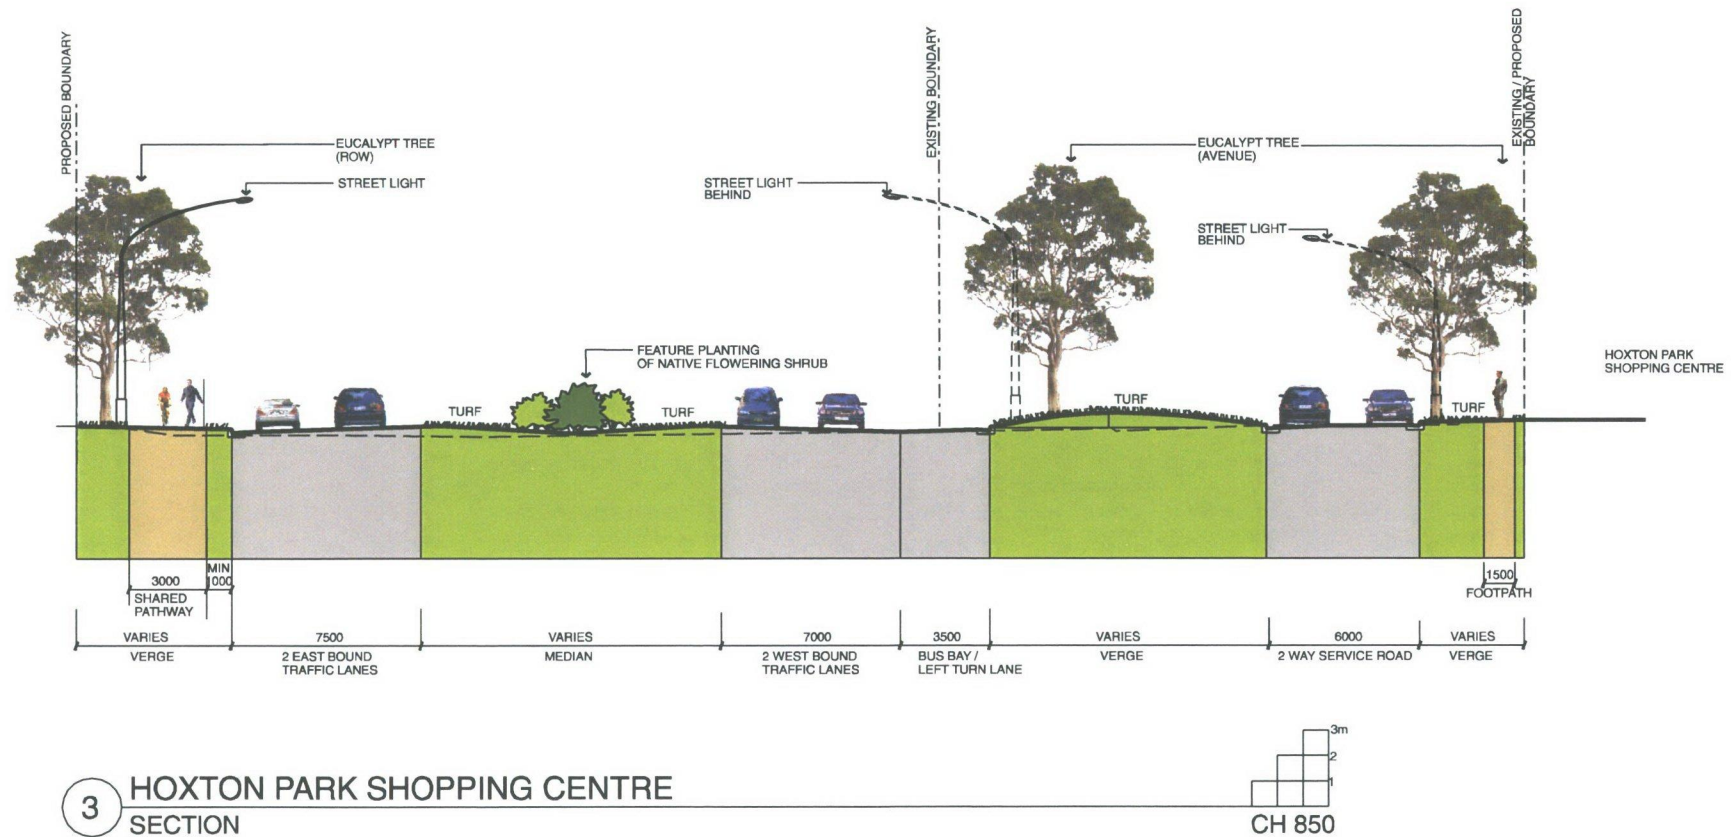 PROPOSED BOUNDARY
EXISTING BOUNDARY
EXISTING / PROPOSED
BOUNDARY
EUCALYPT TREE
(ROW)
STREET LIGHT
STREET LIGHT
BEHIND
EUCALYPT TREE
(AVENUE)
STREET LIGHT
BEHIND
FEATURE PLANTING
OF NATIVE FLOWERING SHRUB
HOXTON PARK
SHOPPING CENTRE
TURF
TURF
TURF
TURF
3000
SHARED
PATHWAY
MIN
1000
1500
FOOTPATH
VARIES
VERGE
7500
2 EAST BOUND
TRAFFIC LANES
VARIES
MEDIAN
7000
2 WEST BOUND
TRAFFIC LANES
3500
BUS BAY /
LEFT TURN LANE
VARIES
VERGE
6000
2 WAY SERVICE ROAD
VARIES
VERGE
3 HOXTON PARK SHOPPING CENTRE
SECTION
3m
2
1
CH 850